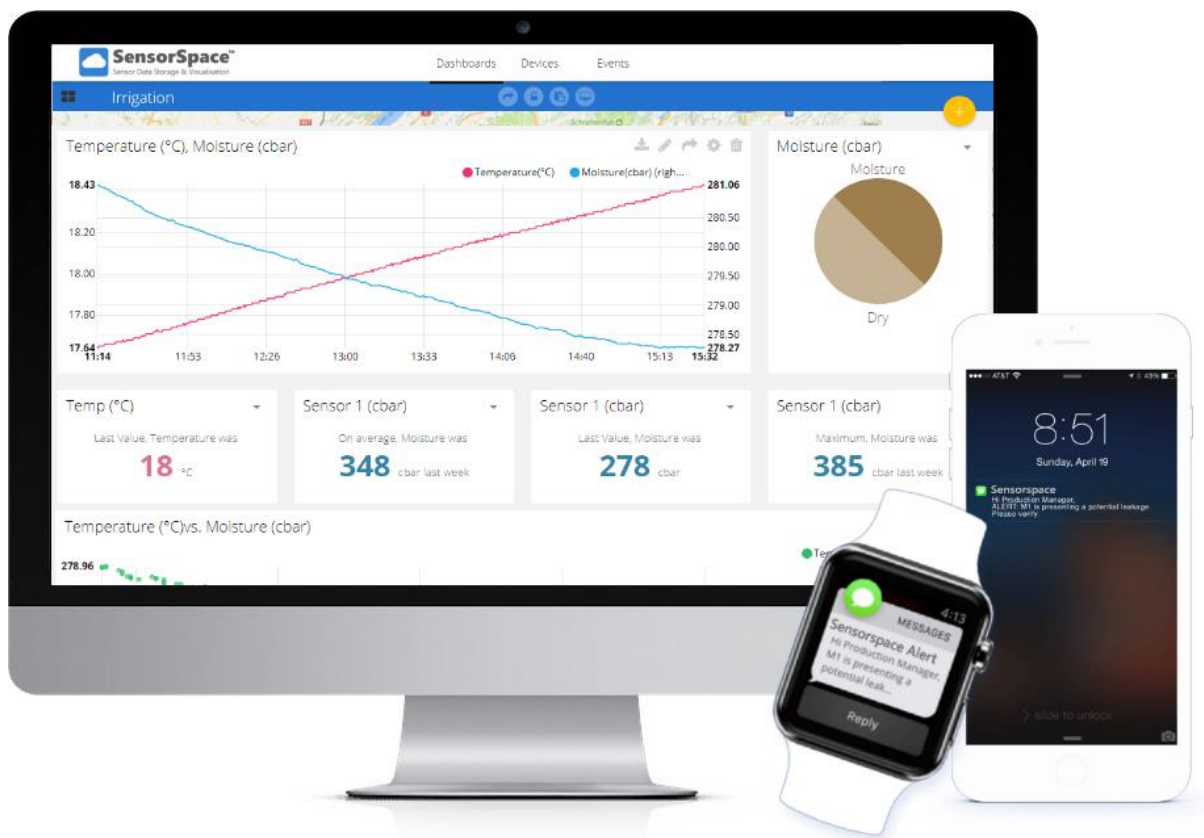 SensorSpace™
Sensor Data Storage & Visualisation
Dashboards Devices Events
Irrigation
+
Temperature (°C), Moisture (cbar)
Temperature(°C) Moisture(cbar) (righ...
18.43
18.20
18.00
17.80
17.64
281.06
280.50
280.00
279.50
279.00
278.50
278.27
11:14 11:53 12:26 13:00 13:33 14:06 14:40 15:13 15:32
Moisture (cbar)
Moisture
Dry
Temp (°C)
Last Value, Temperature was
18 °C
Sensor 1 (cbar)
On average, Moisture was
348 cbar last week
Sensor 1 (cbar)
Last Value, Moisture was
278 cbar
Sensor 1 (cbar)
Maximum, Moisture was
385 cbar last week
Temperature (°C)vs. Moisture (cbar)
278.96
4:13
MESSAGES
Sensorspace Alert
Hi Production Manager,
M1 is presenting a
potential leak...
Reply
AT&T 49%
8:51
Sunday, April 19
Sensorspace
Hi Production Manager,
ALERT: M1 is presenting a potential leakage.
Please verify.
> slide to unlock